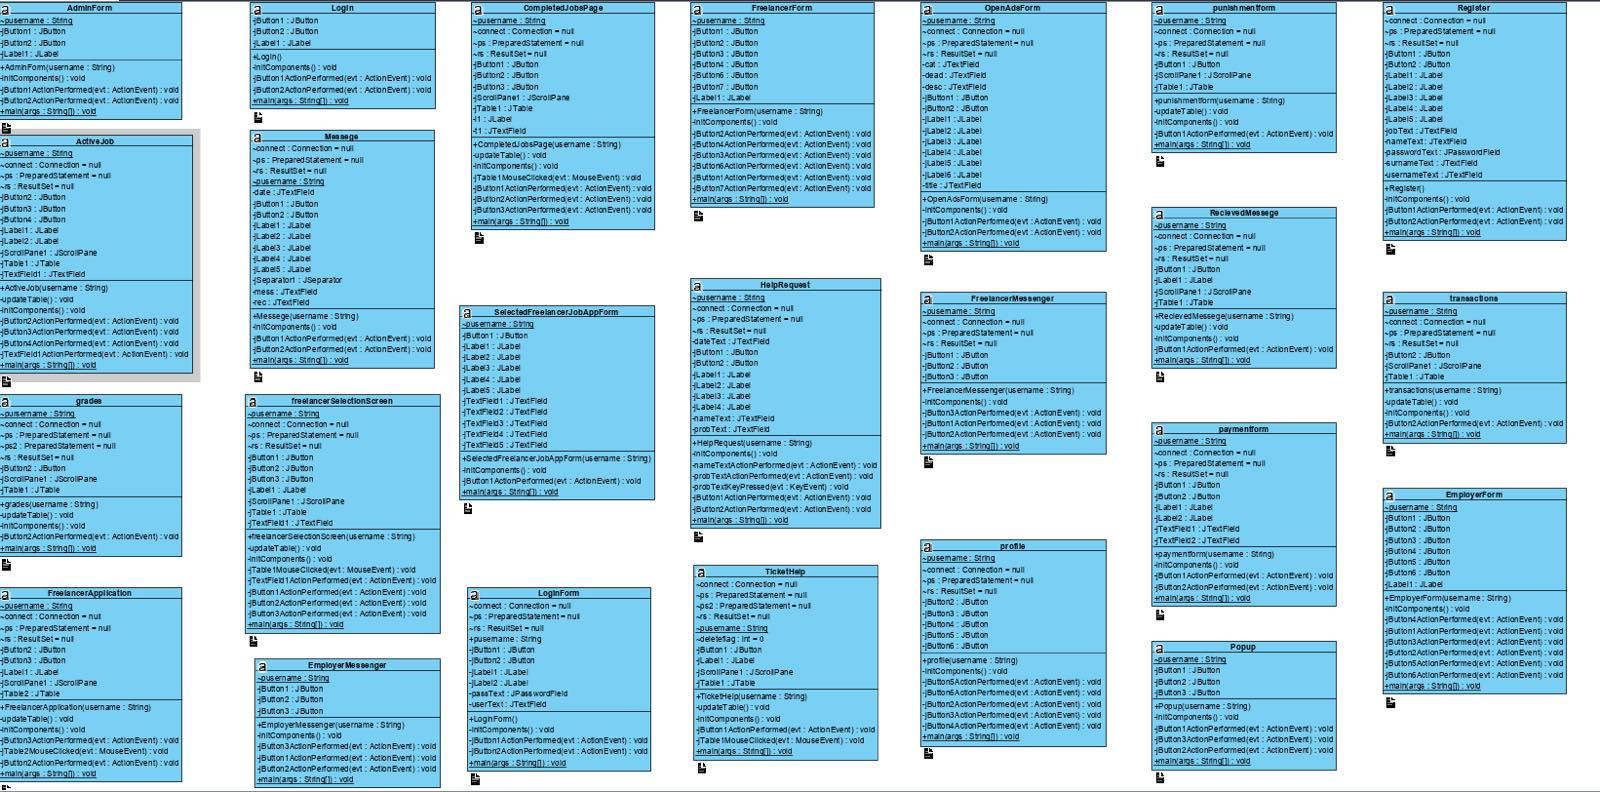 AdminForm
~pusername : String
-jButton1 : JButton
-jButton2 : JButton
-jLabel1 : JLabel
+AdminForm(username : String)
-initComponents() : void
-jButton1ActionPerformed(evt : ActionEvent) : void
-jButton2ActionPerformed(evt : ActionEvent) : void
+main(args : String[]) : void
ActiveJob
~pusername : String
~connect : Connection = null
~ps : PreparedStatement = null
~rs : ResultSet = null
-jButton2 : JButton
-jButton3 : JButton
-jButton4 : JButton
-jLabel1 : JLabel
-jLabel2 : JLabel
-jScrollPane1 : JScrollPane
-jTable1 : JTable
-jTextField1 : JTextField
+ActiveJob(username : String)
-updateTable() : void
-initComponents() : void
-jButton2ActionPerformed(evt : ActionEvent) : void
-jButton3ActionPerformed(evt : ActionEvent) : void
-jButton4ActionPerformed(evt : ActionEvent) : void
-jTextField1ActionPerformed(evt : ActionEvent) : void
+main(args : String[]) : void
grades
~pursername : String
~connect : Connection = null
~ps : PreparedStatement = null
~ps2 : PreparedStatement = null
~rs : ResultSet = null
-jButton2 : JButton
-jScrollPane1 : JScrollPane
-jTable1 : JTable
+grades(username : String)
-updateTable() : void
-initComponents() : void
-jButton2ActionPerformed(evt : ActionEvent) : void
+main(args : String[]) : void
FreelancerApplication
~pusername : String
~connect : Connection = null
~ps : PreparedStatement = null
~rs : ResultSet = null
-jButton2 : JButton
-jButton3 : JButton
-jLabel1 : JLabel
-jScrollPane1 : JScrollPane
-jTable2 : JTable
+FreelancerApplication(username : String)
-updateTable() : void
-initComponents() : void
-jButton3ActionPerformed(evt : ActionEvent) : void
-jTable2MouseClicked(evt : MouseEvent) : void
-jButton2ActionPerformed(evt : ActionEvent) : void
+main(args : String[]) : void
Login
-jButton1 : JButton
-jButton2 : JButton
-jLabel1 : JLabel
+Login()
-initComponents() : void
-jButton1ActionPerformed(evt : ActionEvent) : void
-jButton2ActionPerformed(evt : ActionEvent) : void
+main(args : String[]) : void
Messege
~connect : Connection = null
~ps : PreparedStatement = null
~rs : ResultSet = null
~pusername : String
-date : JTextField
-jButton1 : JButton
-jButton2 : JButton
-jLabel1 : JLabel
-jLabel2 : JLabel
-jLabel3 : JLabel
-jLabel4 : JLabel
-jLabel5 : JLabel
-jSeparator1 : JSeparator
-mess : JTextField
-rec : JTextField
+Messege(username : String)
-initComponents() : void
-jButton1ActionPerformed(evt : ActionEvent) : void
-jButton2ActionPerformed(evt : ActionEvent) : void
+main(args : String[]) : void
freelancerSelectionScreen
~pusername : String
~connect : Connection = null
~ps : PreparedStatement = null
~rs : ResultSet = null
-jButton1 : JButton
-jButton2 : JButton
-jButton3 : JButton
-jLabel1 : JLabel
-jScrollPane1 : JScrollPane
-jTable1 : JTable
-jTextField1 : JTextField
+freelancerSelectionScreen(username : String)
-updateTable() : void
-initComponents() : void
-jTable1MouseClicked(evt : MouseEvent) : void
-jTextField1ActionPerformed(evt : ActionEvent) : void
-jButton1ActionPerformed(evt : ActionEvent) : void
-jButton2ActionPerformed(evt : ActionEvent) : void
-jButton3ActionPerformed(evt : ActionEvent) : void
+main(args : String[]) : void
EmployerMessenger
~pusername : String
-jButton1 : JButton
-jButton2 : JButton
-jButton3 : JButton
+EmployerMessenger(username : String)
-initComponents() : void
-jButton3ActionPerformed(evt : ActionEvent) : void
-jButton1ActionPerformed(evt : ActionEvent) : void
-jButton2ActionPerformed(evt : ActionEvent) : void
+main(args : String[]) : void
CompletedJobsPage
~pusername : String
~connect : Connection = null
~ps : PreparedStatement = null
~rs : ResultSet = null
-jButton1 : JButton
-jButton2 : JButton
-jButton3 : JButton
-jScrollPane1 : JScrollPane
-jTable1 : JTable
-l1 : JLabel
-t1 : JTextField
+CompletedJobsPage(username : String)
-updateTable() : void
-initComponents() : void
-jTable1MouseClicked(evt : MouseEvent) : void
-jButton1ActionPerformed(evt : ActionEvent) : void
-jButton2ActionPerformed(evt : ActionEvent) : void
-jButton3ActionPerformed(evt : ActionEvent) : void
+main(args : String[]) : void
SelectedFreelancerJobAppForm
~pusername : String
-jButton1 : JButton
-jLabel1 : JLabel
-jLabel2 : JLabel
-jLabel3 : JLabel
-jLabel4 : JLabel
-jLabel5 : JLabel
-jTextField1 : JTextField
-jTextField2 : JTextField
-jTextField3 : JTextField
-jTextField4 : JTextField
-jTextField5 : JTextField
+SelectedFreelancerJobAppForm(username : String)
-initComponents() : void
-jButton1ActionPerformed(evt : ActionEvent) : void
+main(args : String[]) : void
LoginForm
~connect : Connection = null
~ps : PreparedStatement = null
~rs : ResultSet = null
+pusername : String
-jButton1 : JButton
-jButton2 : JButton
-jLabel1 : JLabel
-jLabel2 : JLabel
-passText : JPasswordField
-userText : JTextField
+LoginForm()
-initComponents() : void
-jButton1ActionPerformed(evt : ActionEvent) : void
-jButton2ActionPerformed(evt : ActionEvent) : void
+main(args : String[]) : void
FreelancerForm
~pusername : String
-jButton1 : JButton
-jButton2 : JButton
-jButton3 : JButton
-jButton4 : JButton
-jButton6 : JButton
-jButton7 : JButton
-jLabel1 : JLabel
+FreelancerForm(username : String)
-initComponents() : void
-jButton2ActionPerformed(evt : ActionEvent) : void
-jButton4ActionPerformed(evt : ActionEvent) : void
-jButton3ActionPerformed(evt : ActionEvent) : void
-jButton6ActionPerformed(evt : ActionEvent) : void
-jButton1ActionPerformed(evt : ActionEvent) : void
-jButton7ActionPerformed(evt : ActionEvent) : void
+main(args : String[]) : void
HelpRequest
~pusername : String
~connect : Connection = null
~ps : PreparedStatement = null
~rs : ResultSet = null
-dateText : JTextField
-jButton1 : JButton
-jButton2 : JButton
-jLabel1 : JLabel
-jLabel2 : JLabel
-jLabel3 : JLabel
-jLabel4 : JLabel
-nameText : JTextField
-probText : JTextField
+HelpRequest(username : String)
-initComponents() : void
-nameTextActionPerformed(evt : ActionEvent) : void
-probTextActionPerformed(evt : ActionEvent) : void
-probTextKeyPressed(evt : KeyEvent) : void
-jButton1ActionPerformed(evt : ActionEvent) : void
-jButton2ActionPerformed(evt : ActionEvent) : void
+main(args : String[]) : void
TicketHelp
~connect : Connection = null
~ps : PreparedStatement = null
~ps2 : PreparedStatement = null
~rs : ResultSet = null
~pusername : String
~deleteflag : int = 0
-jButton1 : JButton
-jLabel1 : JLabel
-jScrollPane1 : JScrollPane
-jTable1 : JTable
+TicketHelp(username : String)
-updateTable() : void
-initComponents() : void
-jButton1ActionPerformed(evt : ActionEvent) : void
-jTable1MouseClicked(evt : MouseEvent) : void
+main(args : String[]) : void
OpenAdsForm
~pusername : String
~connect : Connection = null
~ps : PreparedStatement = null
~rs : ResultSet = null
-cat : JTextField
-dead : JTextField
-desc : JTextField
-jButton1 : JButton
-jButton2 : JButton
-jLabel1 : JLabel
-jLabel2 : JLabel
-jLabel3 : JLabel
-jLabel4 : JLabel
-jLabel5 : JLabel
-jLabel6 : JLabel
-title : JTextField
+OpenAdsForm(username : String)
-initComponents() : void
-jButton1ActionPerformed(evt : ActionEvent) : void
-jButton2ActionPerformed(evt : ActionEvent) : void
+main(args : String[]) : void
FreelancerMessenger
~pusername : String
~connect : Connection = null
~ps : PreparedStatement = null
~rs : ResultSet = null
-jButton1 : JButton
-jButton2 : JButton
-jButton3 : JButton
+FreelancerMessenger(username : String)
-initComponents() : void
-jButton3ActionPerformed(evt : ActionEvent) : void
-jButton1ActionPerformed(evt : ActionEvent) : void
-jButton2ActionPerformed(evt : ActionEvent) : void
+main(args : String[]) : void
profile
~pusername : String
~connect : Connection = null
~ps : PreparedStatement = null
~rs : ResultSet = null
-jButton2 : JButton
-jButton3 : JButton
-jButton4 : JButton
-jButton5 : JButton
-jButton6 : JButton
+profile(username : String)
-initComponents() : void
-jButton5ActionPerformed(evt : ActionEvent) : void
-jButton6ActionPerformed(evt : ActionEvent) : void
-jButton2ActionPerformed(evt : ActionEvent) : void
-jButton3ActionPerformed(evt : ActionEvent) : void
-jButton4ActionPerformed(evt : ActionEvent) : void
+main(args : String[]) : void
punishmentform
~pusername : String
~connect : Connection = null
~ps : PreparedStatement = null
~rs : ResultSet = null
-jButton1 : JButton
-jScrollPane1 : JScrollPane
-jTable1 : JTable
+punishmentform(username : String)
-updateTable() : void
-initComponents() : void
-jButton1ActionPerformed(evt : ActionEvent) : void
+main(args : String[]) : void
RecievedMessege
~pusername : String
~connect : Connection = null
~ps : PreparedStatement = null
~rs : ResultSet = null
-jButton1 : JButton
-jLabel1 : JLabel
-jScrollPane1 : JScrollPane
-jTable1 : JTable
+RecievedMessege(username : String)
-updateTable() : void
-initComponents() : void
-jButton1ActionPerformed(evt : ActionEvent) : void
+main(args : String[]) : void
paymentform
~pusername : String
~connect : Connection = null
~ps : PreparedStatement = null
~rs : ResultSet = null
-jButton1 : JButton
-jButton2 : JButton
-jLabel1 : JLabel
-jLabel2 : JLabel
-jTextField1 : JTextField
-jTextField2 : JTextField
+paymentform(username : String)
-initComponents() : void
-jButton1ActionPerformed(evt : ActionEvent) : void
-jButton2ActionPerformed(evt : ActionEvent) : void
+main(args : String[]) : void
Popup
~pusername : String
-jButton1 : JButton
-jButton2 : JButton
-jButton3 : JButton
+Popup(username : String)
-initComponents() : void
-jButton1ActionPerformed(evt : ActionEvent) : void
-jButton3ActionPerformed(evt : ActionEvent) : void
-jButton2ActionPerformed(evt : ActionEvent) : void
+main(args : String[]) : void
Register
~connect : Connection = null
~ps : PreparedStatement = null
~rs : ResultSet = null
-jButton1 : JButton
-jButton2 : JButton
-jLabel1 : JLabel
-jLabel2 : JLabel
-jLabel3 : JLabel
-jLabel4 : JLabel
-jLabel5 : JLabel
-jobText : JTextField
-nameText : JTextField
-passwordText : JPasswordField
-surnameText : JTextField
-usernameText : JTextField
+Register()
-initComponents() : void
-jButton1ActionPerformed(evt : ActionEvent) : void
-jButton2ActionPerformed(evt : ActionEvent) : void
+main(args : String[]) : void
transactions
~pusername : String
~connect : Connection = null
~ps : PreparedStatement = null
~rs : ResultSet = null
-jButton2 : JButton
-jScrollPane1 : JScrollPane
-jTable1 : JTable
+transactions(username : String)
-updateTable() : void
-initComponents() : void
-jButton2ActionPerformed(evt : ActionEvent) : void
+main(args : String[]) : void
EmployerForm
~pusername : String
-jButton1 : JButton
-jButton2 : JButton
-jButton3 : JButton
-jButton4 : JButton
-jButton5 : JButton
-jButton6 : JButton
-jLabel1 : JLabel
+EmployerForm(username : String)
-initComponents() : void
-jButton4ActionPerformed(evt : ActionEvent) : void
-jButton1ActionPerformed(evt : ActionEvent) : void
-jButton3ActionPerformed(evt : ActionEvent) : void
-jButton2ActionPerformed(evt : ActionEvent) : void
-jButton5ActionPerformed(evt : ActionEvent) : void
-jButton6ActionPerformed(evt : ActionEvent) : void
+main(args : String[]) : void